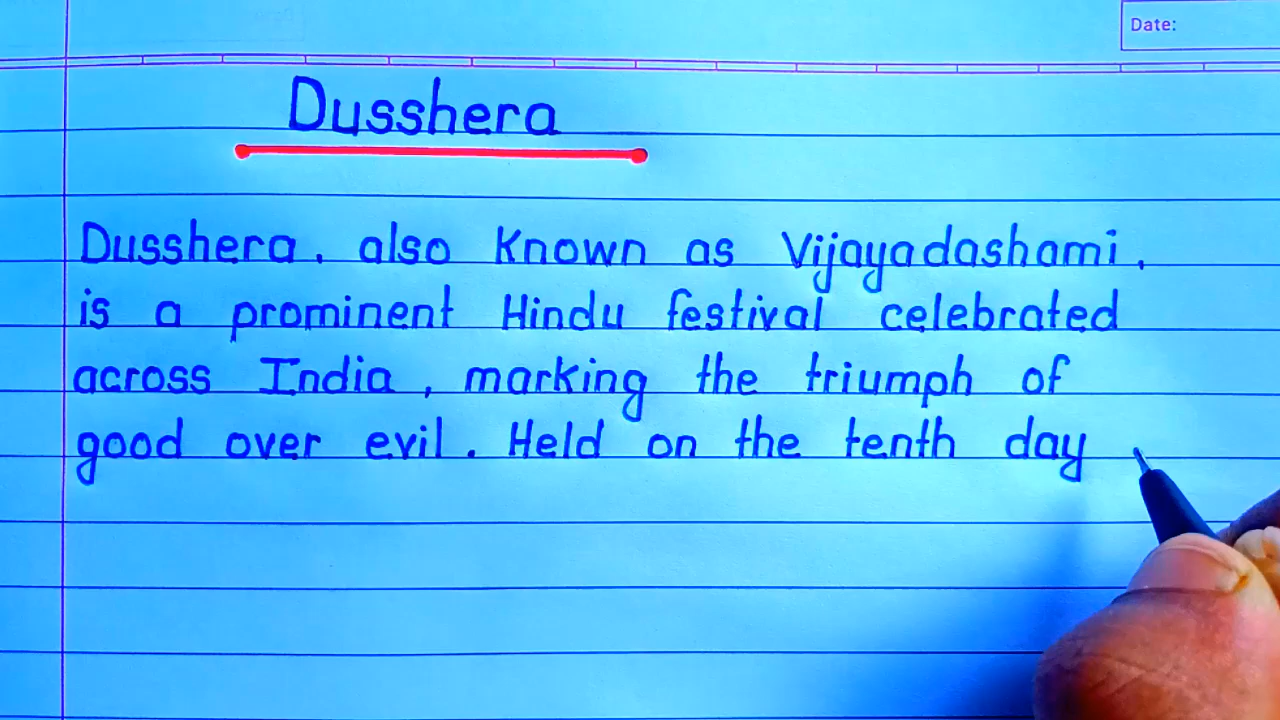 Date:
Dusshera
Dusshera, also known as Vijayadashami,
is a prominent Hindu festival celebrated
across India, marking the triumph of
good over evil. Held on the tenth day